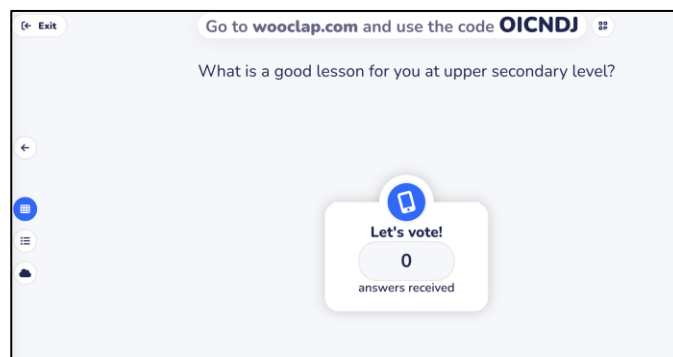 Exit
Go to wooclap.com and use the code OICNDJ
What is a good lesson for you at upper secondary level?
Let's vote!
0
answers received